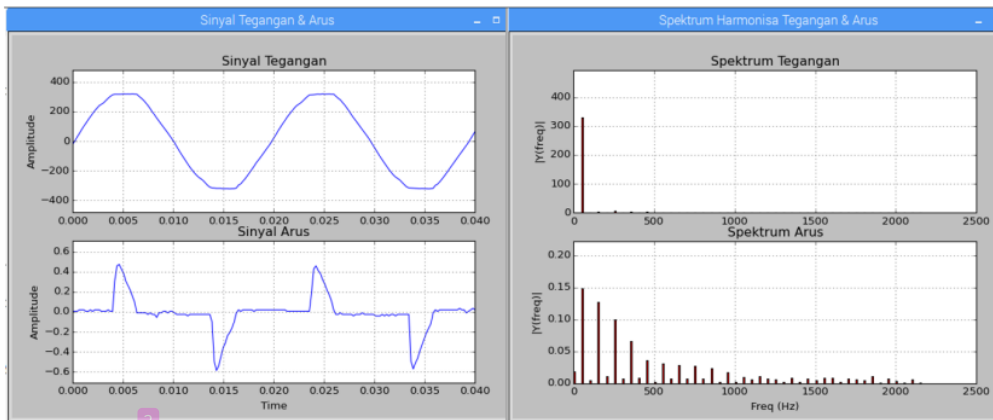 Sinyal Tegangan & Arus
Sinyal Tegangan
Amplitude
400
200
0
−200
−400
0.000 0.005 0.010 0.015 0.020 0.025 0.030 0.035 0.040
Sinyal Arus
Amplitude
0.6
0.4
0.2
0.0
−0.2
−0.4
−0.6
0.000 0.005 0.010 0.015 0.020 0.025 0.030 0.035 0.040
Time
Spektrum Harmonisa Tegangan & Arus
Spektrum Tegangan
|Y(freq)|
400
300
200
100
0
0 500 1000 1500 2000 2500
Spektrum Arus
|Y(freq)|
0.20
0.15
0.10
0.05
0.00
0 500 1000 1500 2000 2500
Freq (Hz)